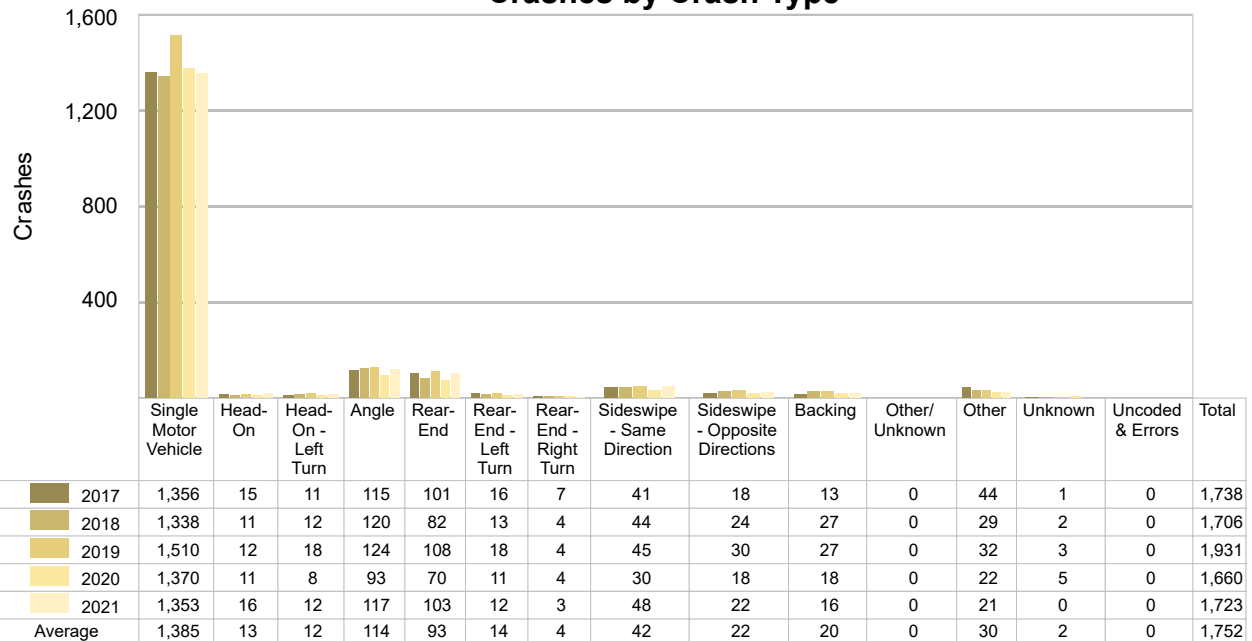 Crashes by Crash Type
1,600
1,200
800
400
Crashes
Single Motor Vehicle Head-On Head-On - Left Turn Angle Rear-End Rear-End - Left Turn Rear-End - Right Turn Sideswipe - Same Direction Sideswipe - Opposite Directions Backing Other/Unknown Other Unknown Uncoded & Errors Total
2017 1,356 15 11 115 101 16 7 41 18 13 0 44 1 0 1,738
2018 1,338 11 12 120 82 13 4 44 24 27 0 29 2 0 1,706
2019 1,510 12 18 124 108 18 4 45 30 27 0 32 3 0 1,931
2020 1,370 11 8 93 70 11 4 30 18 18 0 22 5 0 1,660
2021 1,353 16 12 117 103 12 3 48 22 16 0 21 0 0 1,723
Average 1,385 13 12 114 93 14 4 42 22 20 0 30 2 0 1,752